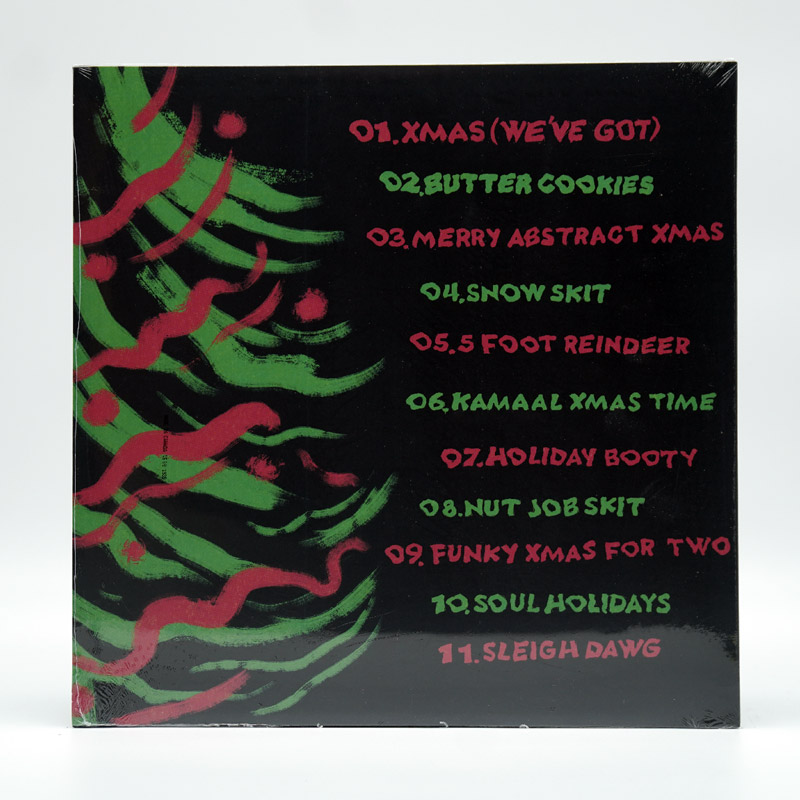 01. XMAS (WE'VE GOT)
02. BUTTER COOKIES
03. MERRY ABSTRACT XMAS
04. SNOW SKIT
05. 5 FOOT REINDEER
06. KAMAAL XMAS TIME
07. HOLIDAY BOOTY
08. NUT JOB SKIT
09. FUNKY XMAS FOR TWO
10. SOUL HOLIDAYS
11. SLEIGH DAWG